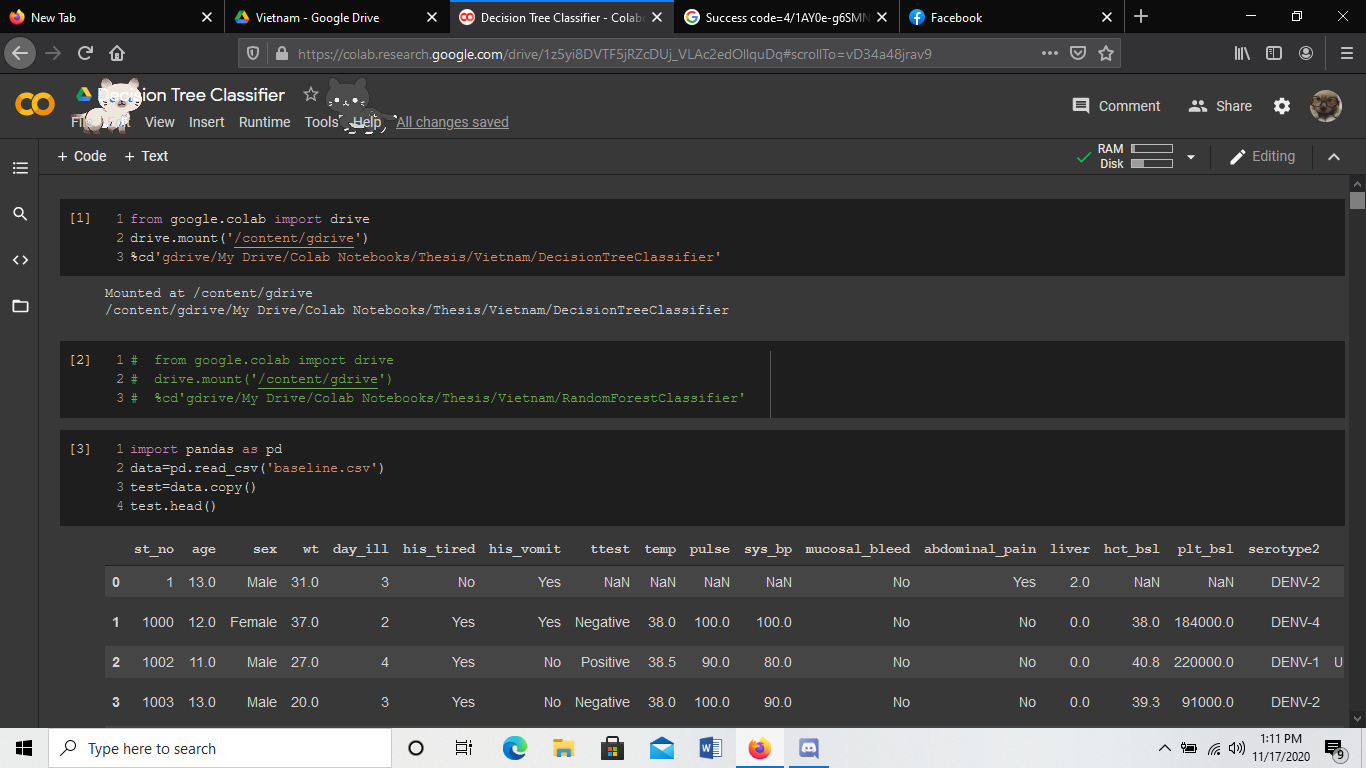 New Tab
Vietnam - Google Drive
Decision Tree Classifier - Colabo
Success code=4/1AY0e-g6SMN
Facebook
https://colab.research.google.com/drive/1z5yi8DVTF5jRZcDUj_VLAc2edOlIquDq#scrollTo=vD34a48jrav9
Decision Tree Classifier
Comment
Share
View Insert Runtime Tools Help All changes saved
+ Code + Text
RAM
Disk
Editing
[1] 1 from google.colab import drive
2 drive.mount('/content/gdrive')
3 %cd'gdrive/My Drive/Colab Notebooks/Thesis/Vietnam/DecisionTreeClassifier'
Mounted at /content/gdrive
/content/gdrive/My Drive/Colab Notebooks/Thesis/Vietnam/DecisionTreeClassifier
[2] 1 # from google.colab import drive
2 # drive.mount('/content/gdrive')
3 # %cd'gdrive/My Drive/Colab Notebooks/Thesis/Vietnam/RandomForestClassifier'
[3] 1 import pandas as pd
2 data=pd.read_csv('baseline.csv')
3 test=data.copy()
4 test.head()
st_no age sex wt day_ill his_tired his_vomit ttest temp pulse sys_bp mucosal_bleed abdominal_pain liver hct_bsl plt_bsl serotype2
0 1 13.0 Male 31.0 3 No Yes NaN NaN NaN NaN No Yes 2.0 NaN NaN DENV-2
1 1000 12.0 Female 37.0 2 Yes Yes Negative 38.0 100.0 100.0 No No 0.0 38.0 184000.0 DENV-4
2 1002 11.0 Male 27.0 4 Yes No Positive 38.5 90.0 80.0 No No 0.0 40.8 220000.0 DENV-1 U
3 1003 13.0 Male 20.0 3 Yes No Negative 38.0 100.0 90.0 No No 0.0 39.3 91000.0 DENV-2
Type here to search
1:11 PM
11/17/2020
9